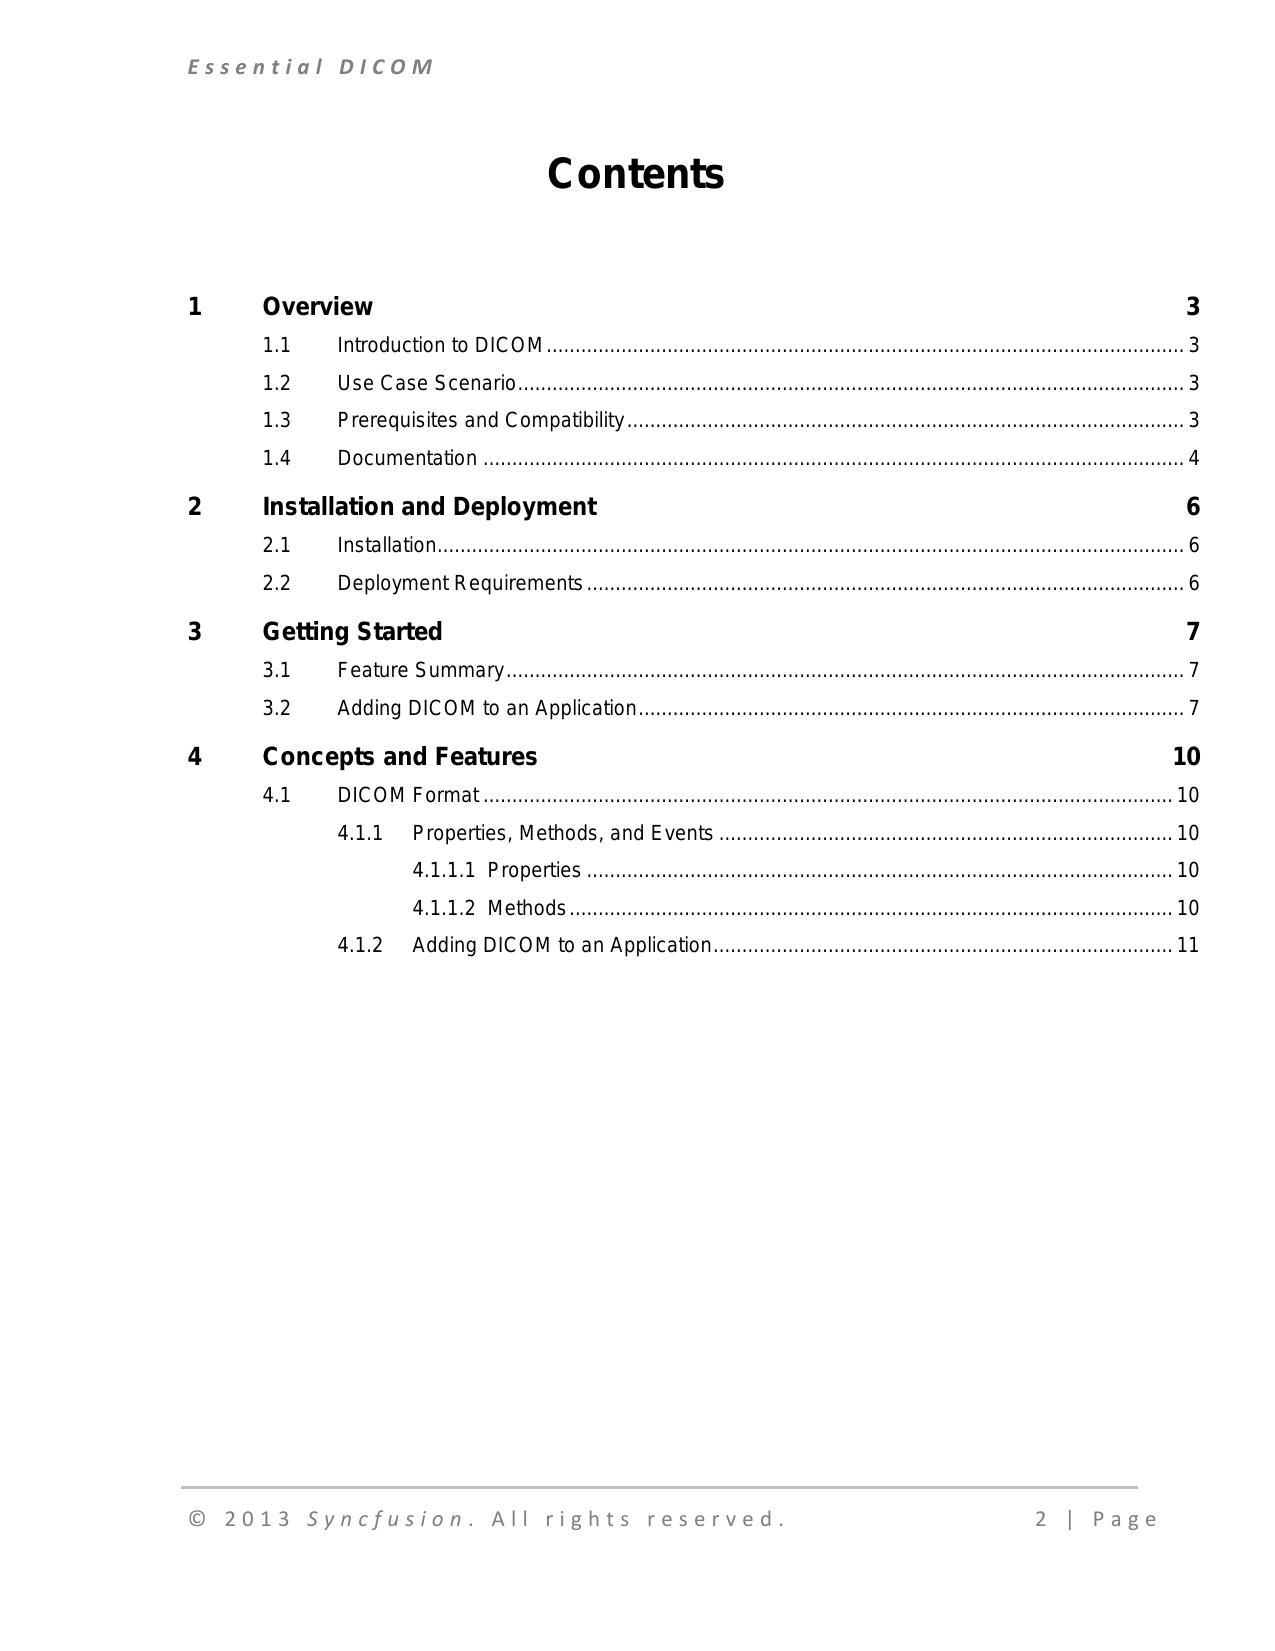 Essential DICOM
Contents
1 Overview 3
1.1 Introduction to DICOM 3
1.2 Use Case Scenario 3
1.3 Prerequisites and Compatibility 3
1.4 Documentation 4
2 Installation and Deployment 6
2.1 Installation 6
2.2 Deployment Requirements 6
3 Getting Started 7
3.1 Feature Summary 7
3.2 Adding DICOM to an Application 7
4 Concepts and Features 10
4.1 DICOM Format 10
4.1.1 Properties, Methods, and Events 10
4.1.1.1 Properties 10
4.1.1.2 Methods 10
4.1.2 Adding DICOM to an Application 11
© 2013 Syncfusion. All rights reserved. 2 | Page